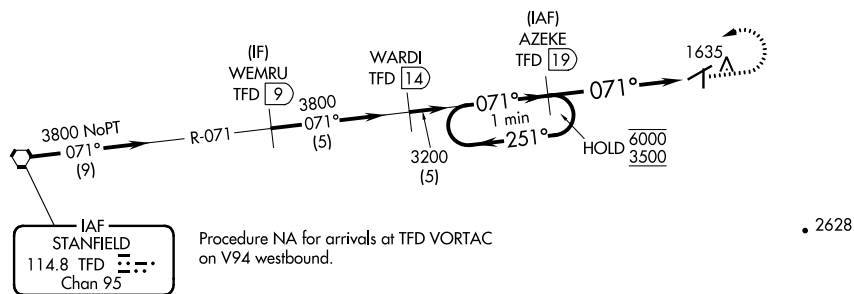 (IF)
WEMRU
TFD 9
WARDI
TFD 14
(IAF)
AZEKE
TFD 19
1635
3800 NoPT
071°
(9)
R-071
3800
071°
(5)
3200
(5)
071°
1 min
251°
071°
HOLD 6000
3500
IAF
STANFIELD
114.8 TFD
Chan 95
Procedure NA for arrivals at TFD VORTAC
on V94 westbound.
2628